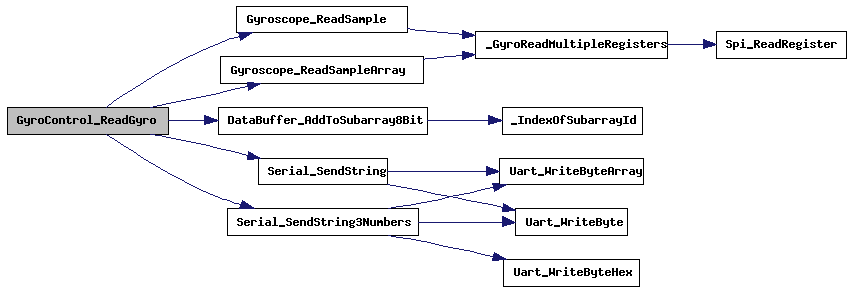 Gyroscope_ReadSample
_GyroReadMultipleRegisters
Spi_ReadRegister
Gyroscope_ReadSampleArray
GyroControl_ReadGyro
DataBuffer_AddToSubarray8Bit
_IndexOfSubarrayId
Serial_SendString
Uart_WriteByteArray
Serial_SendString3Numbers
Uart_WriteByte
Uart_WriteByteHex